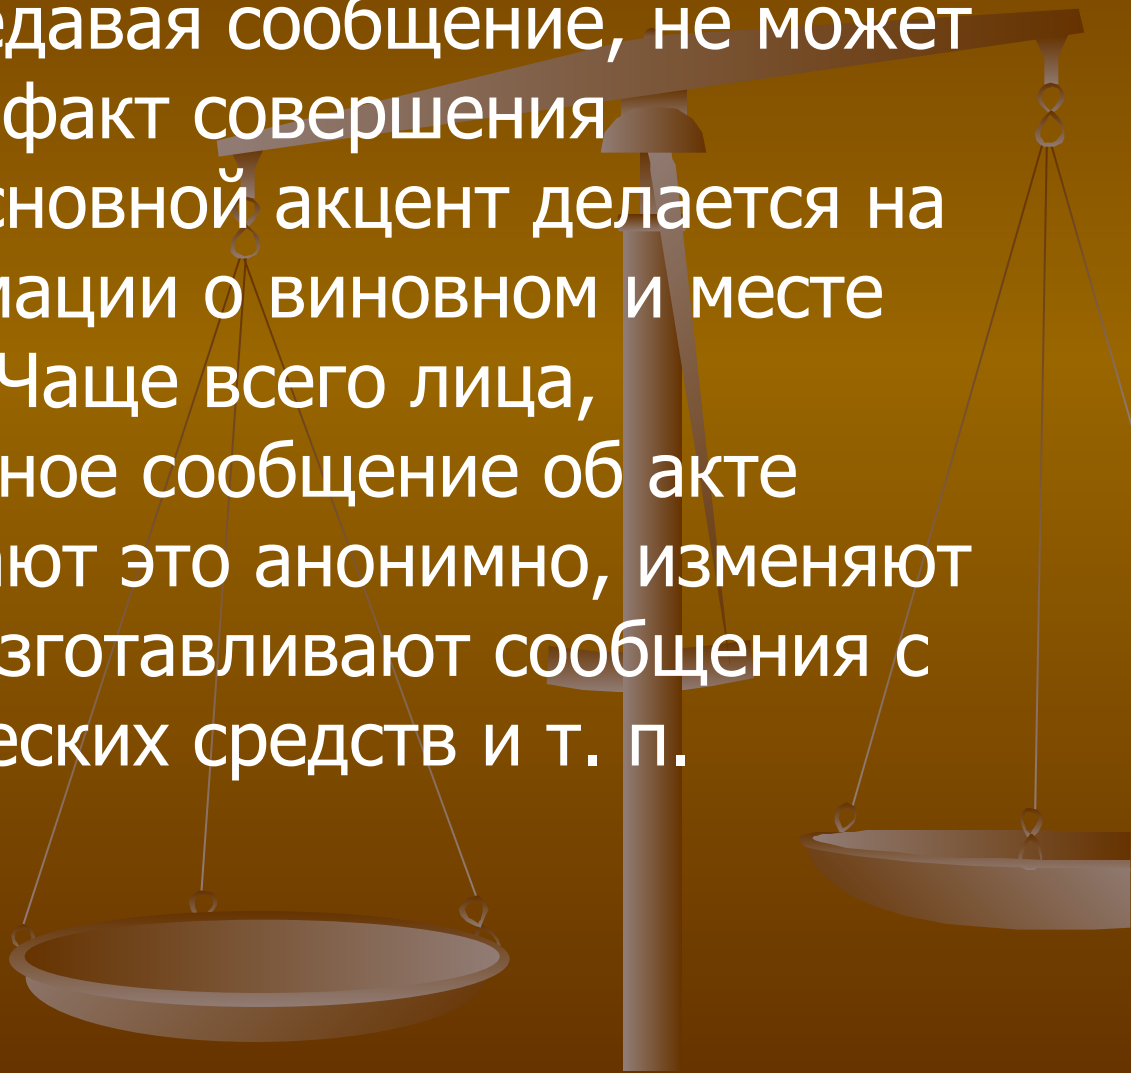 едавая сообщение, не может
факт совершения
сновной акцент делается на
мации о виновном и месте
Чаще всего лица,
ное сообщение об акте
ают это анонимно, изменяют
зготавливают сообщения с
еских средств и т. п.